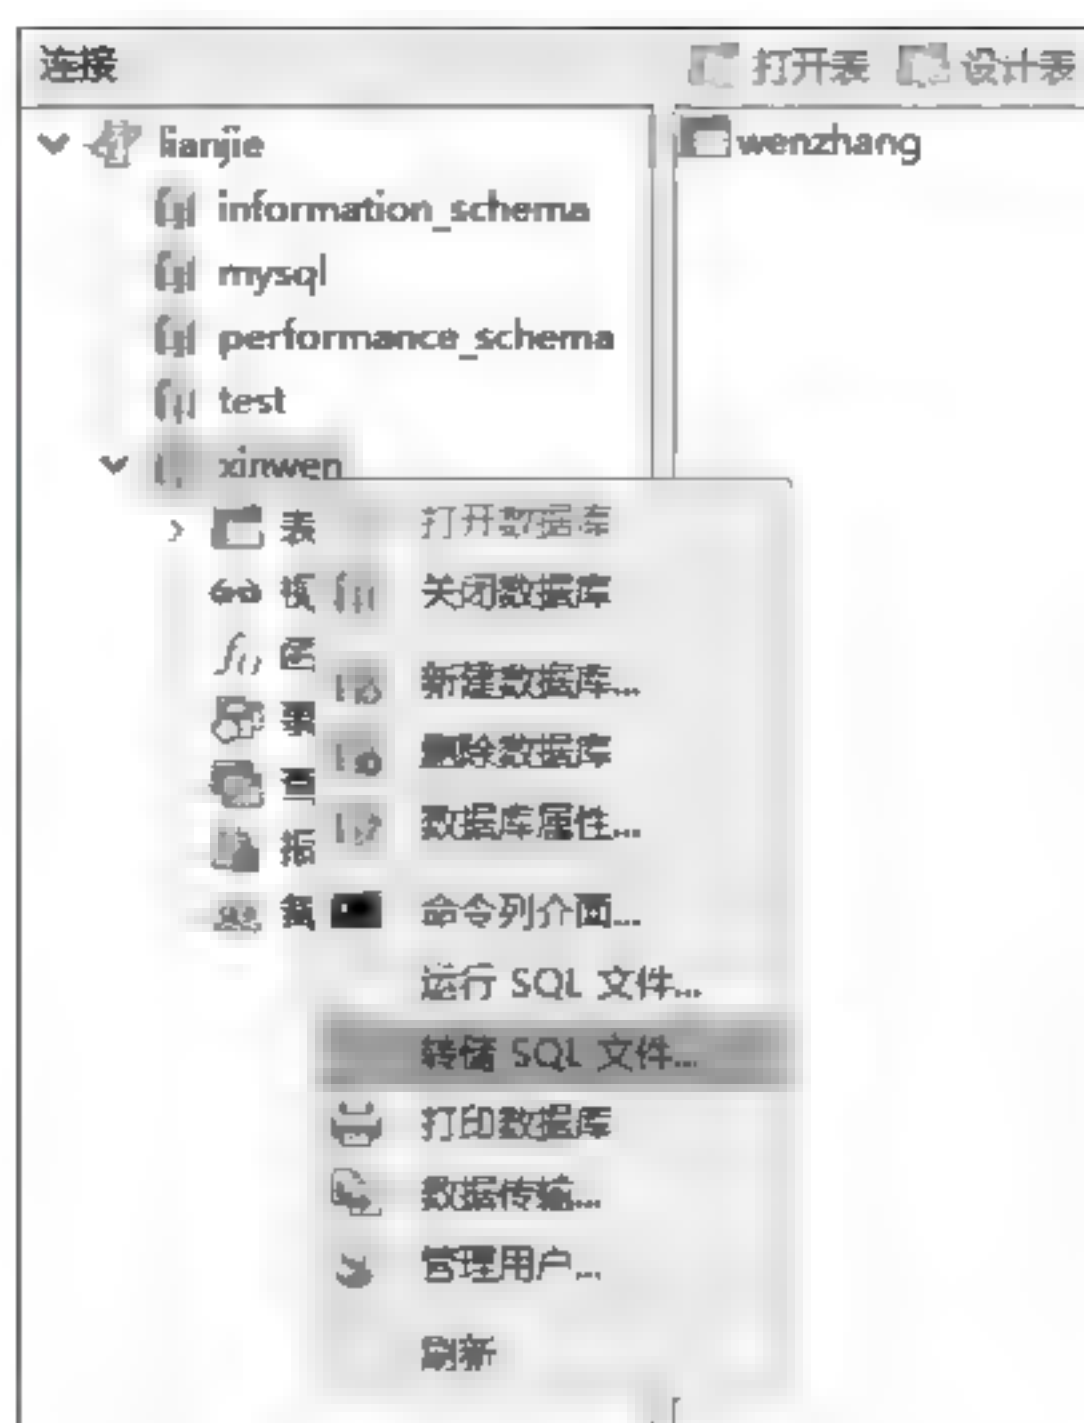 连接
打开表 设计表
lianjie
wenzhang
information_schema
mysql
performance_schema
test
xinwen
表
打开数据库
关闭数据库
新建数据库...
删除数据库
数据库属性...
命令列介面...
运行 SQL 文件...
转储 SQL 文件...
打印数据库
数据传输...
管理用户...
刷新